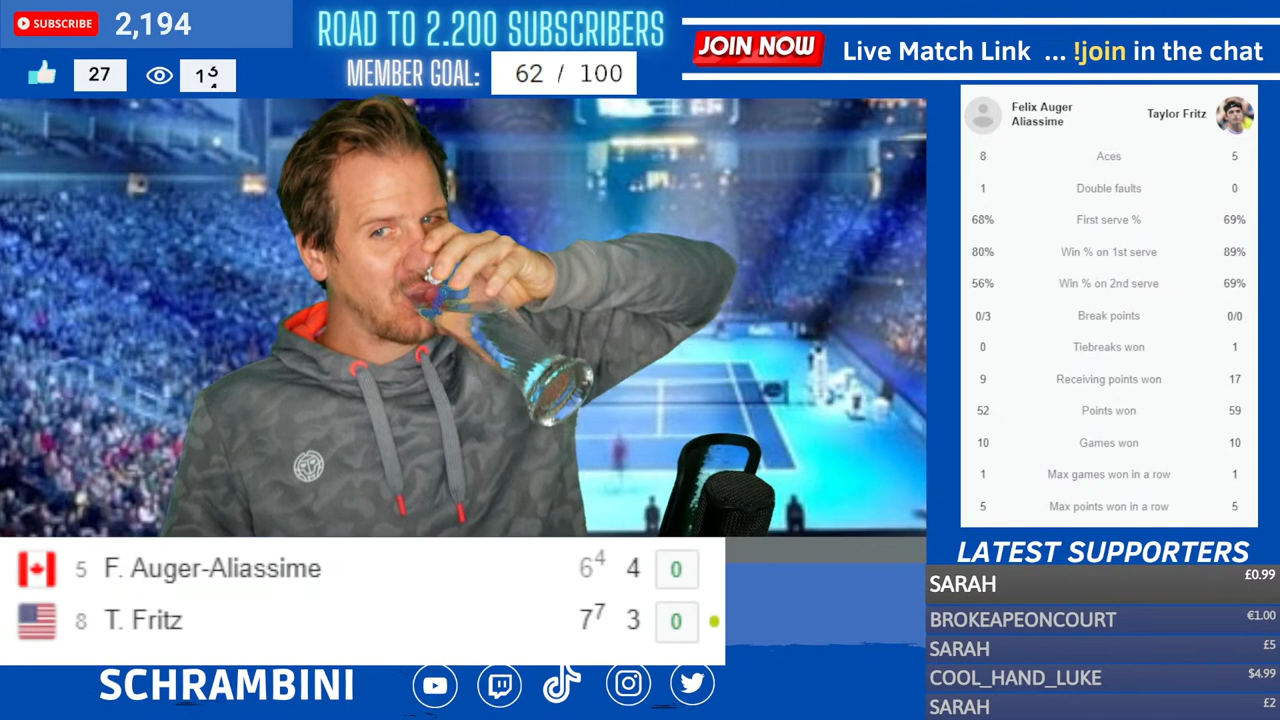 SUBSCRIBE 2,194
27
ROAD TO 2.200 SUBSCRIBERS
MEMBER GOAL: 62 / 100
JOIN NOW
Live Match Link ... !join in the chat
Felix Auger
Aliassime
Taylor Fritz
8 Aces 5
1 Double faults 0
68% First serve % 69%
80% Win % on 1st serve 89%
56% Win % on 2nd serve 69%
0/3 Break points 0/0
0 Tiebreaks won 1
9 Receiving points won 17
52 Points won 59
10 Games won 10
1 Max games won in a row 1
5 Max points won in a row 5
5 F. Auger-Aliassime 6⁴ 4 0
8 T. Fritz 7⁷ 3 0
LATEST SUPPORTERS
SARAH £0.99
BROKEAPEONCOURT €1.00
SARAH £5
COOL_HAND_LUKE $4.99
SARAH £2
SCHRAMBINI